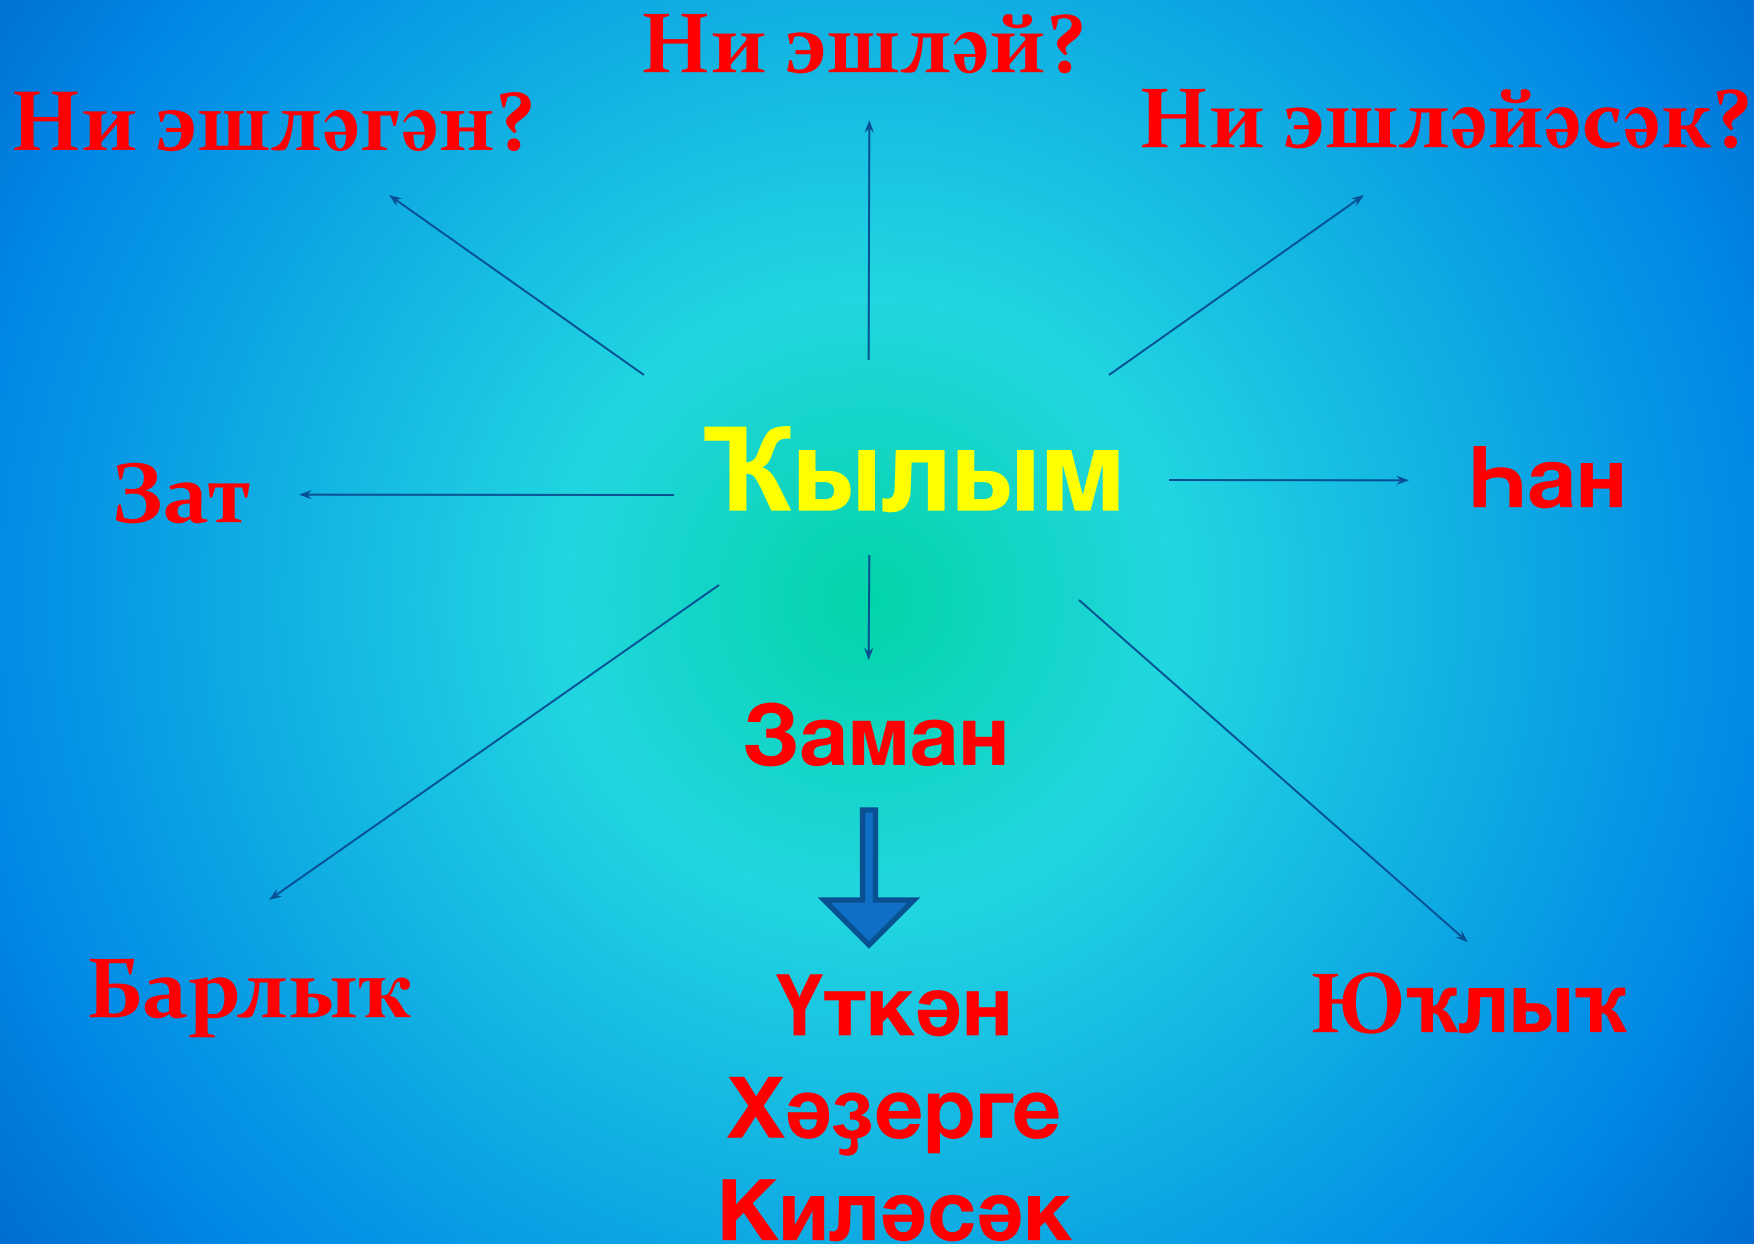 Ни эшләй?
Ни эшләгән?
Ни эшләйәсәк?
Ҡылым
Зат
Һан
Заман
Барлыҡ
Үткән
Юҡлыҡ
Хәҙерге
Киләсәк